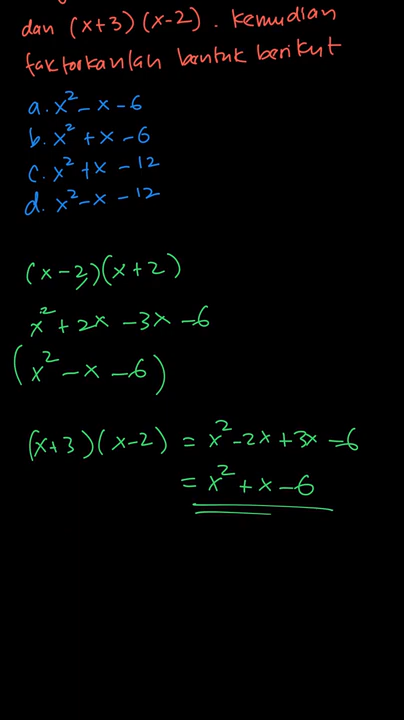 dan (x+3)(x-2). kemudian
faktorkanlah bentuk berikut
a. x² - x - 6
b. x² + x - 6
c. x² + x - 12
d. x² - x - 12
(x-3)(x+2)
x² + 2x - 3x - 6
(x² - x - 6)
(x+3)(x-2) = x² - 2x + 3x - 6
= x² + x - 6